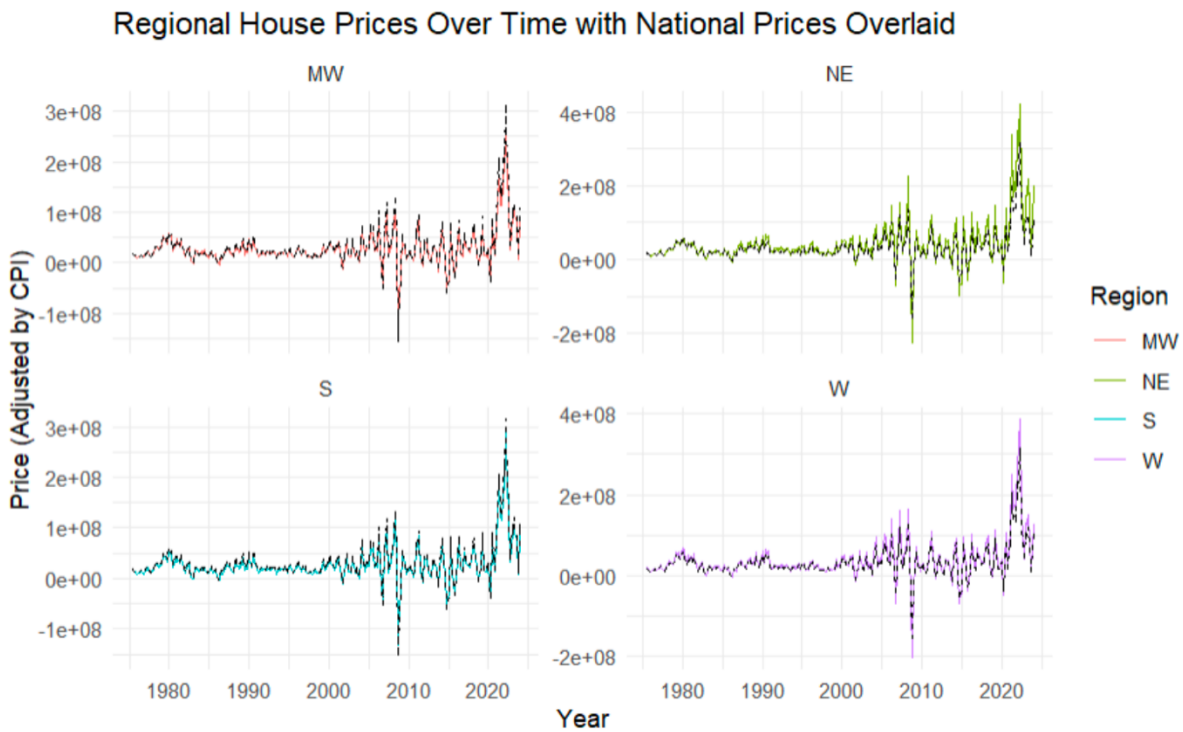 Regional House Prices Over Time with National Prices Overlaid
MW
NE
3e+08
2e+08
1e+08
0e+00
-1e+08
4e+08
2e+08
0e+00
-2e+08
Price (Adjusted by CPI)
S
W
3e+08
2e+08
1e+08
0e+00
-1e+08
4e+08
2e+08
0e+00
-2e+08
1980 1990 2000 2010 2020
1980 1990 2000 2010 2020
Year
Region
MW
NE
S
W